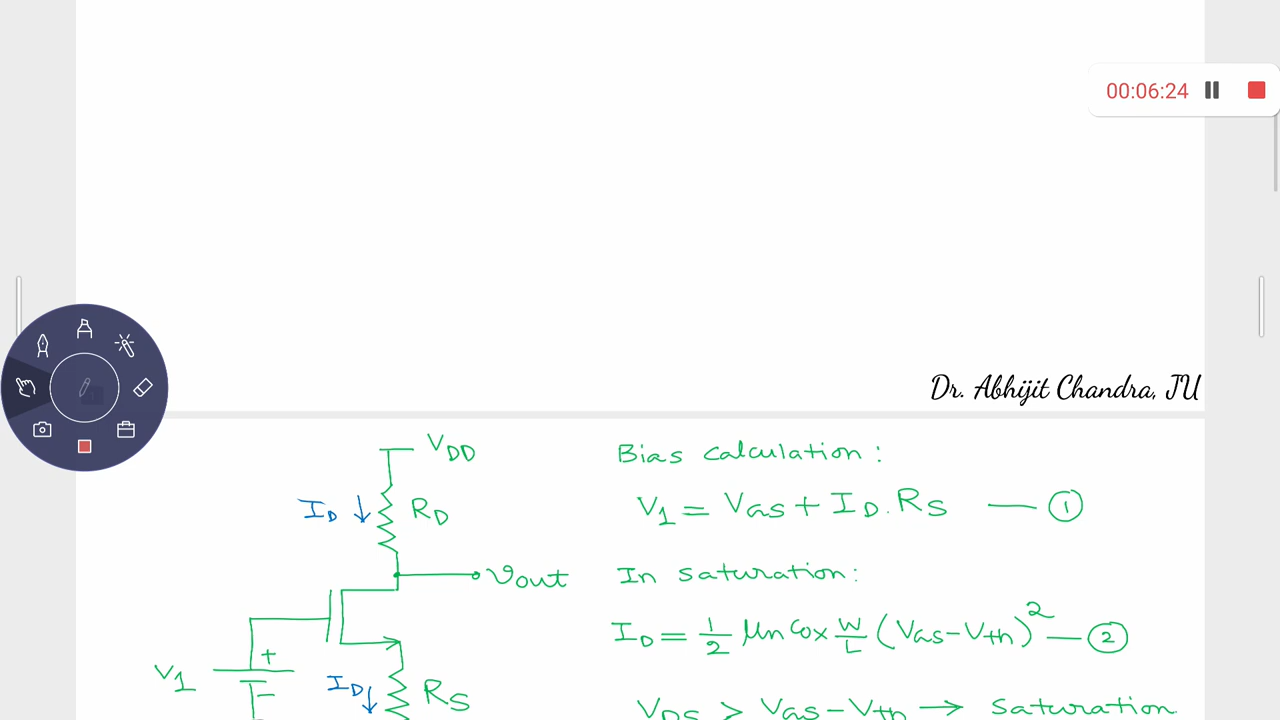 00:06:24
Dr. Abhijit Chandra, JU
VDD
ID ↓ RD
vout
V1
+
−
ID ↓ RS
Bias calculation:
V1 = VGS + ID.RS — ①
In saturation:
ID = 1/2 μn Cox W/L (VGS − Vth)² — ②
VDS > VGS − Vth → saturation